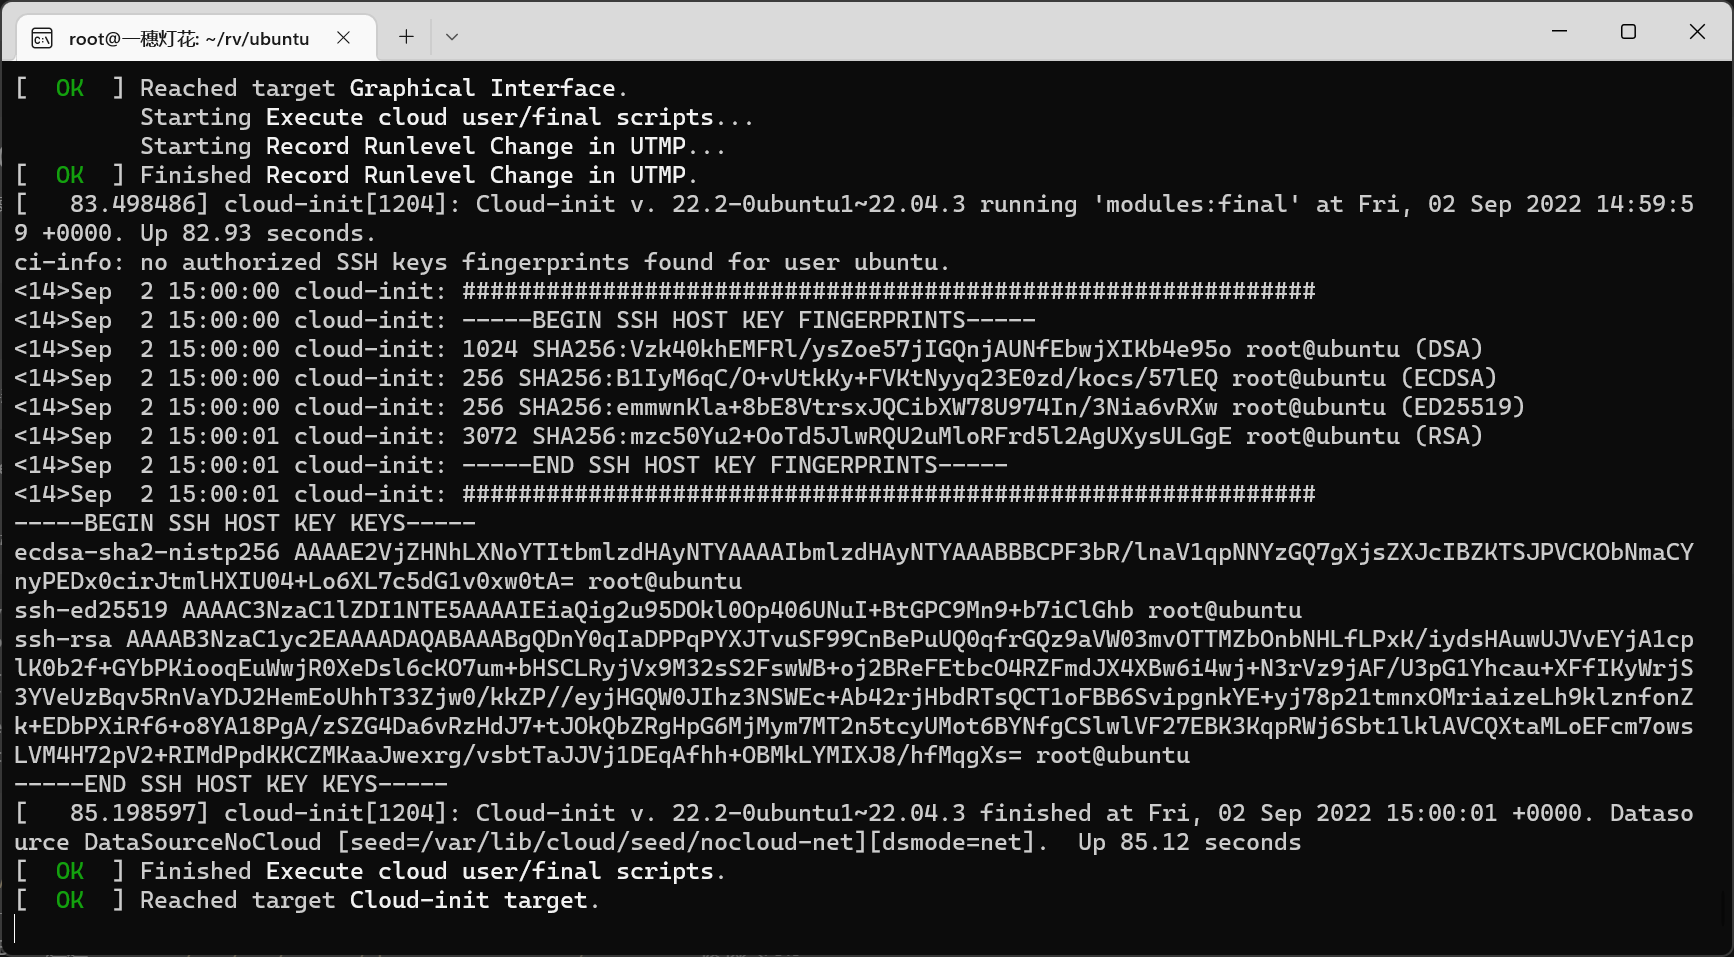 root@一穗灯花: ~/rv/ubuntu
[  OK  ] Reached target Graphical Interface.
         Starting Execute cloud user/final scripts...
         Starting Record Runlevel Change in UTMP...
[  OK  ] Finished Record Runlevel Change in UTMP.
[   83.498486] cloud-init[1204]: Cloud-init v. 22.2-0ubuntu1~22.04.3 running 'modules:final' at Fri, 02 Sep 2022 14:59:5
9 +0000. Up 82.93 seconds.
ci-info: no authorized SSH keys fingerprints found for user ubuntu.
<14>Sep  2 15:00:00 cloud-init: #############################################################
<14>Sep  2 15:00:00 cloud-init: -----BEGIN SSH HOST KEY FINGERPRINTS-----
<14>Sep  2 15:00:00 cloud-init: 1024 SHA256:Vzk40khEMFRl/ysZoe57jIGQnjAUNfEbwjXIKb4e95o root@ubuntu (DSA)
<14>Sep  2 15:00:00 cloud-init: 256 SHA256:B1IyM6qC/O+vUtkKy+FVKtNyyq23E0zd/kocs/57lEQ root@ubuntu (ECDSA)
<14>Sep  2 15:00:00 cloud-init: 256 SHA256:emmwnKla+8bE8VtrsxJQCibXW78U974In/3Nia6vRXw root@ubuntu (ED25519)
<14>Sep  2 15:00:01 cloud-init: 3072 SHA256:mzc50Yu2+OoTd5JlwRQU2uMloRFrd5l2AgUXysULGgE root@ubuntu (RSA)
<14>Sep  2 15:00:01 cloud-init: -----END SSH HOST KEY FINGERPRINTS-----
<14>Sep  2 15:00:01 cloud-init: #############################################################
-----BEGIN SSH HOST KEY KEYS-----
ecdsa-sha2-nistp256 AAAAE2VjZHNhLXNoYTItbmlzdHAyNTYAAAAIbmlzdHAyNTYAAABBBCPF3bR/lnaV1qpNNYzGQ7gXjsZXJcIBZKTSJPVCKObNmaCY
nyPEDx0cirJtmlHXIU04+Lo6XL7c5dG1v0xw0tA= root@ubuntu
ssh-ed25519 AAAAC3NzaC1lZDI1NTE5AAAAIEiaQig2u95DOkl0Op406UNuI+BtGPC9Mn9+b7iClGhb root@ubuntu
ssh-rsa AAAAB3NzaC1yc2EAAAADAQABAAABgQDnY0qIaDPPqPYXJTvuSF99CnBePuUQ0qfrGQz9aVW03mvOTTMZbOnbNHLfLPxK/iydsHAuwUJVvEYjA1cp
lK0b2f+GYbPKiooqEuWwjR0XeDsl6cKO7um+bHSCLRyjVx9M32sS2FswWB+oj2BReFEtbcO4RZFmdJX4XBw6i4wj+N3rVz9jAF/U3pG1Yhcau+XFfIKyWrjS
3YVeUzBqv5RnVaYDJ2HemEoUhhT33Zjw0/kkZP//eyjHGQW0JIhz3NSWEc+Ab42rjHbdRTsQCT1oFBB6SvipgnkYE+yj78p21tmnxOMriaizeLh9klznfonZ
k+EDbPXiRf6+o8YA18PgA/zSZG4Da6vRzHdJ7+tJOkQbZRgHpG6MjMym7MT2n5tcyUMot6BYNfgCSlwlVF27EBK3KqpRWj6Sbt1lklAVCQXtaMLoEFcm7ows
LVM4H72pV2+RIMdPpdKKCZMKaaJwexrg/vsbtTaJJVj1DEqAfhh+OBMkLYMIXJ8/hfMqgXs= root@ubuntu
-----END SSH HOST KEY KEYS-----
[   85.198597] cloud-init[1204]: Cloud-init v. 22.2-0ubuntu1~22.04.3 finished at Fri, 02 Sep 2022 15:00:01 +0000. Dataso
urce DataSourceNoCloud [seed=/var/lib/cloud/seed/nocloud-net][dsmode=net].  Up 85.12 seconds
[  OK  ] Finished Execute cloud user/final scripts.
[  OK  ] Reached target Cloud-init target.